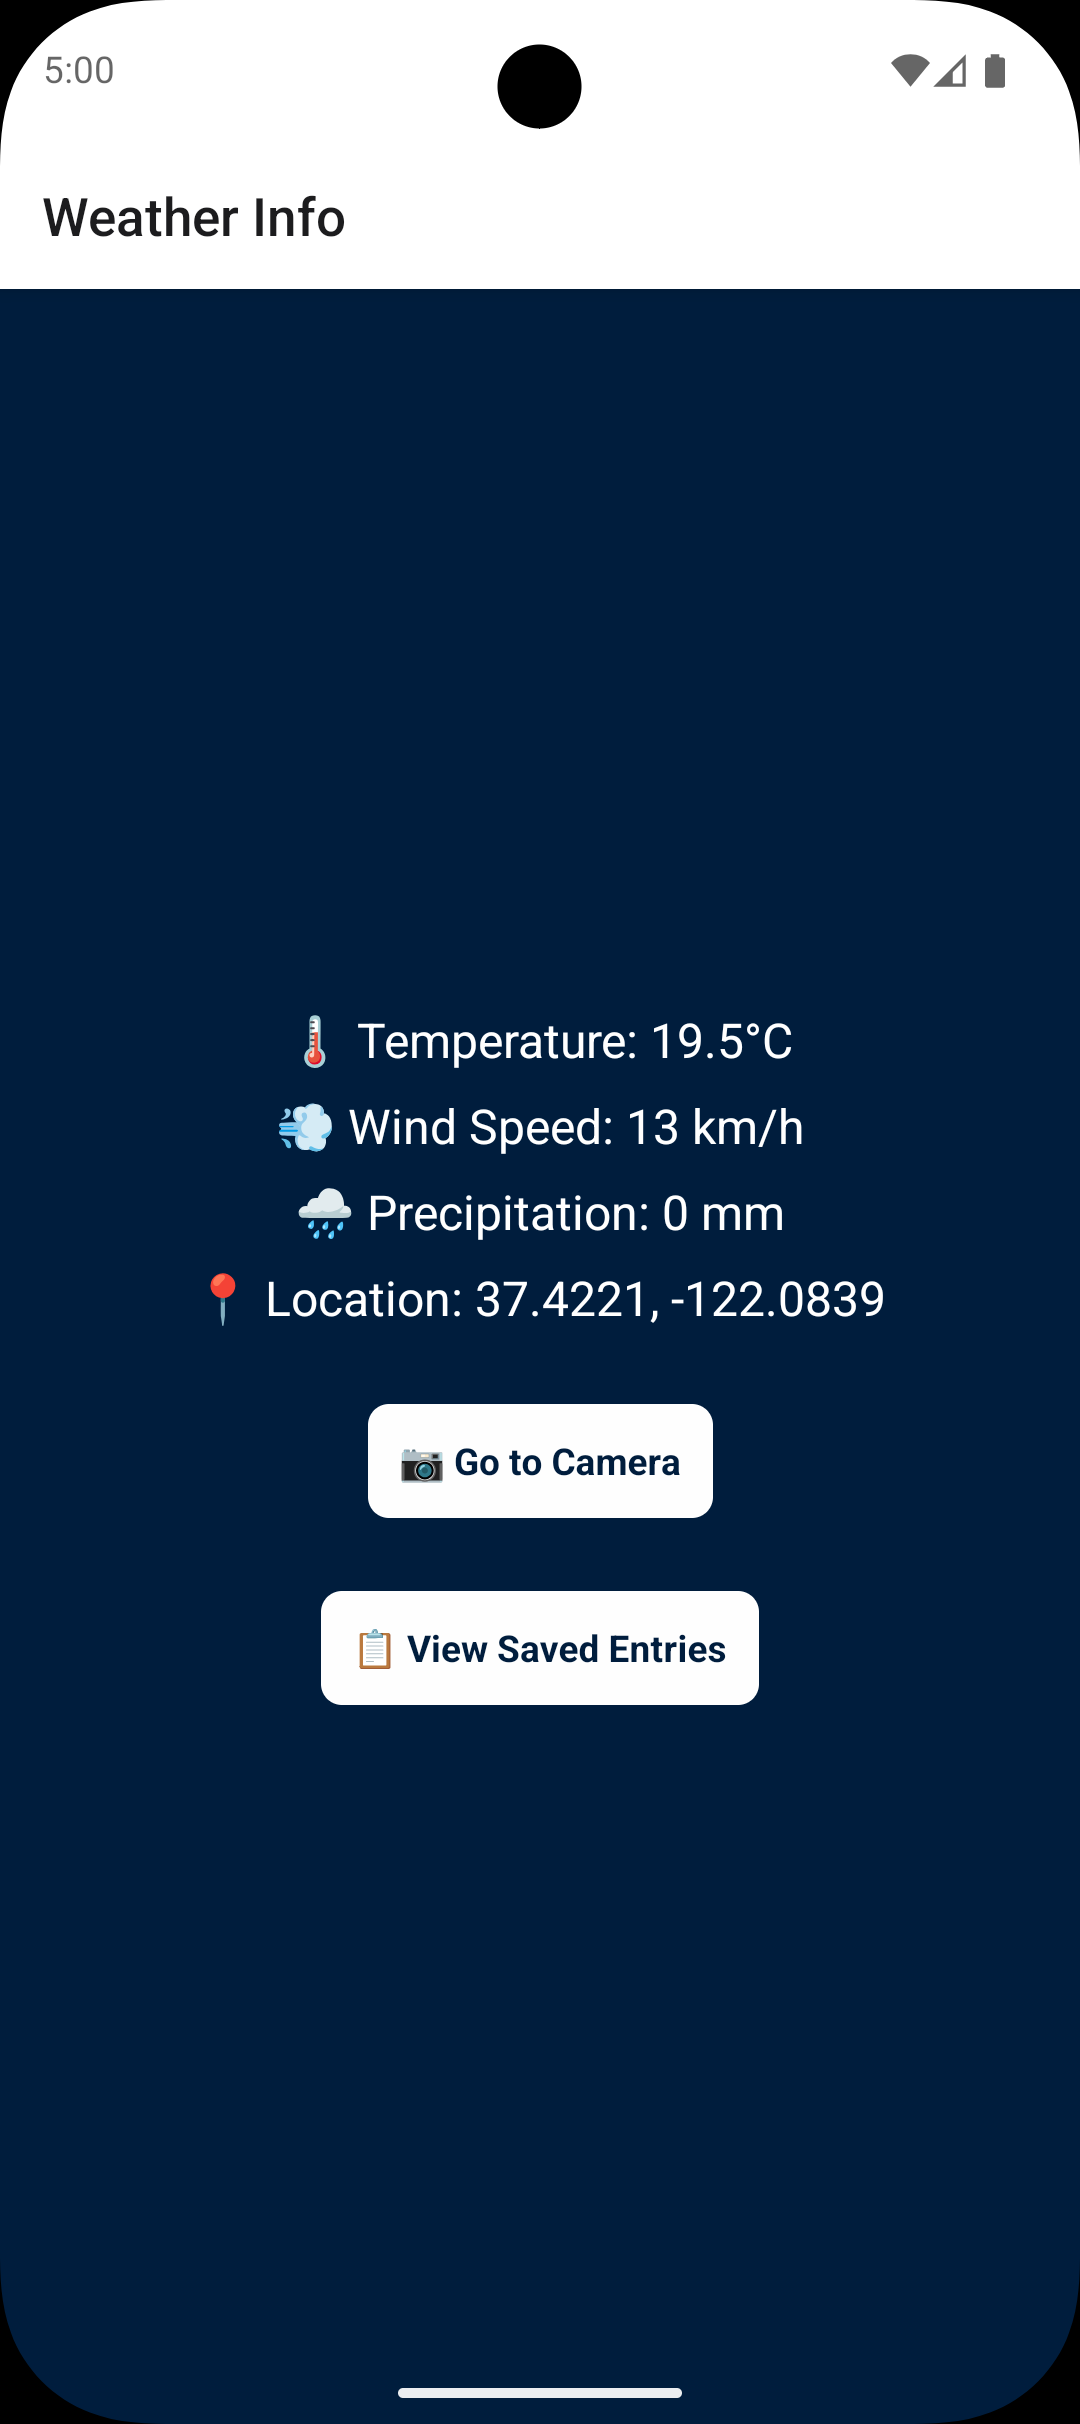 5:00
Weather Info
🌡️ Temperature: 19.5°C
💨 Wind Speed: 13 km/h
🌧️ Precipitation: 0 mm
📍 Location: 37.4221, -122.0839
📷 Go to Camera
📋 View Saved Entries